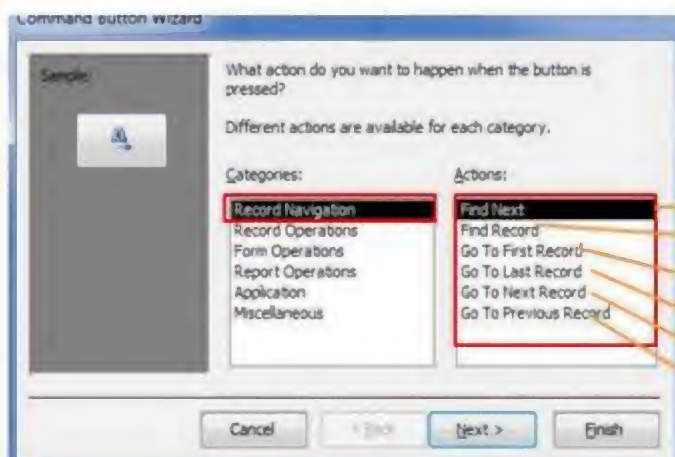 Command Button Wizard
Sample:
What action do you want to happen when the button is
pressed?
Different actions are available for each category.
Categories:
Actions:
Record Navigation
Record Operations
Form Operations
Report Operations
Application
Miscellaneous
Find Next
Find Record
Go To First Record
Go To Last Record
Go To Next Record
Go To Previous Record
Cancel
< Back
Next >
Finish